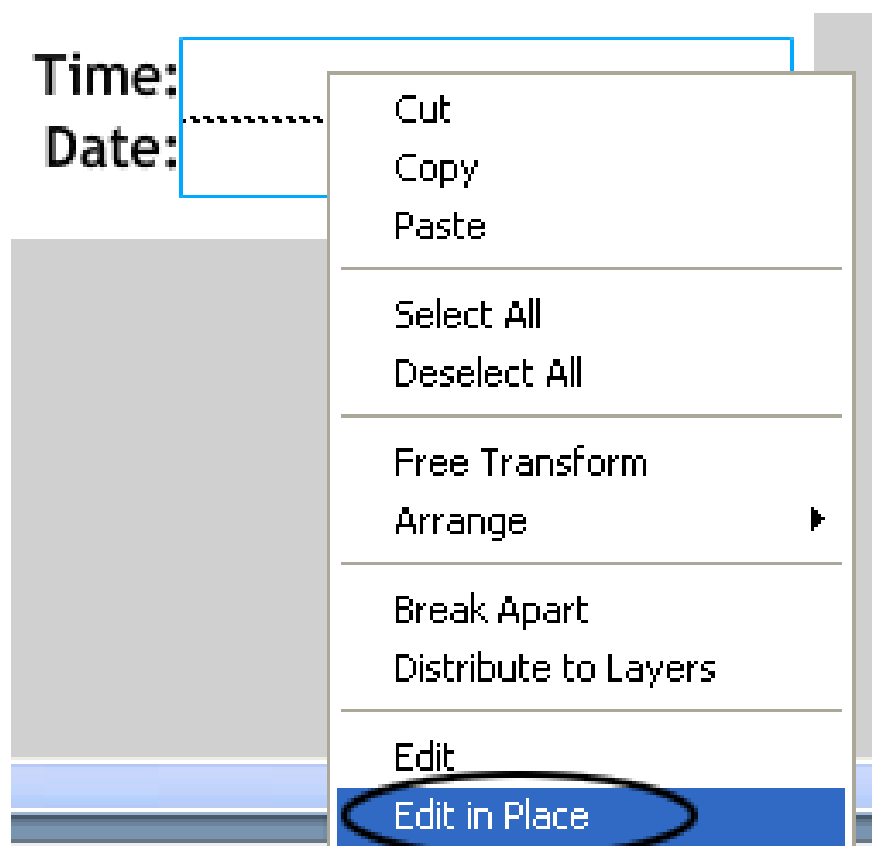 Time:
Date:
Cut
Copy
Paste
Select All
Deselect All
Free Transform
Arrange
Break Apart
Distribute to Layers
Edit
Edit in Place